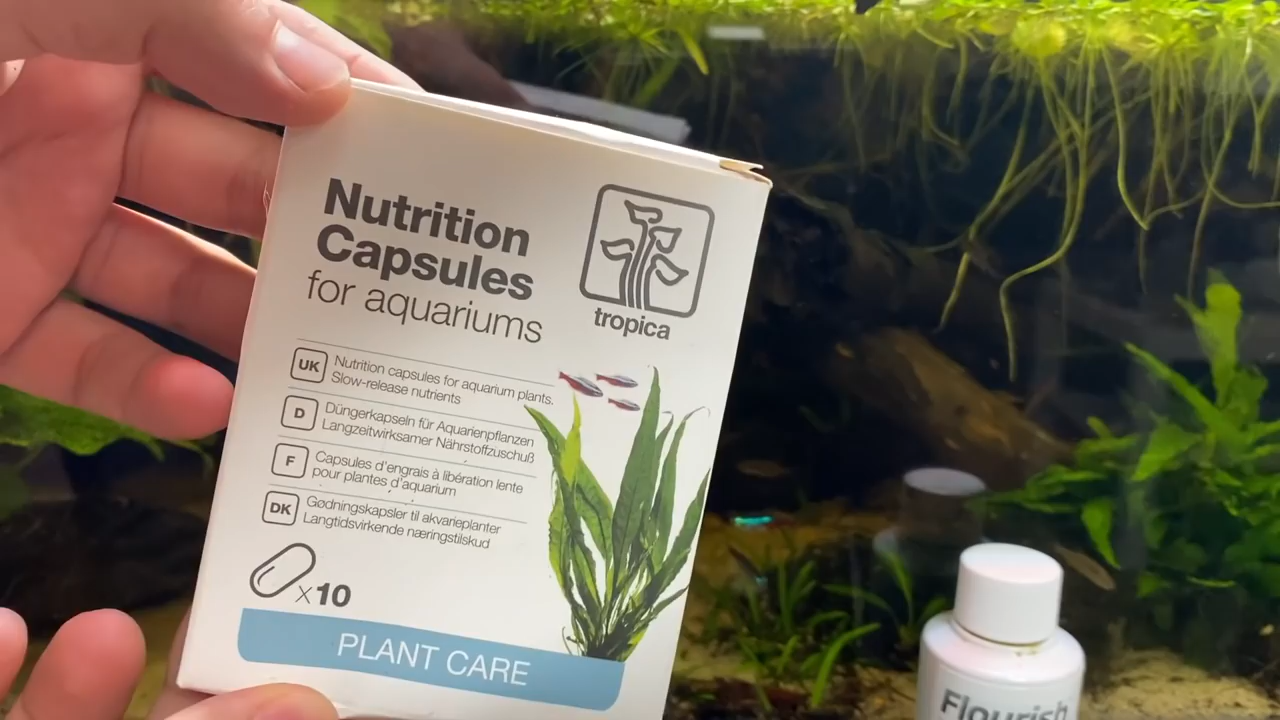 Nutrition
Capsules
for aquariums
tropica
UK
Nutrition capsules for aquarium plants.
Slow-release nutrients
D
Düngerkapseln für Aquarienpflanzen
Langzeitwirksamer Nährstoffzuschuß
F
Capsules d'engrais à libération lente
pour plantes d'aquarium
DK
Gødningskapsler til akvarieplanter
Langtidsvirkende næringstilskud
x10
PLANT CARE
Flourish